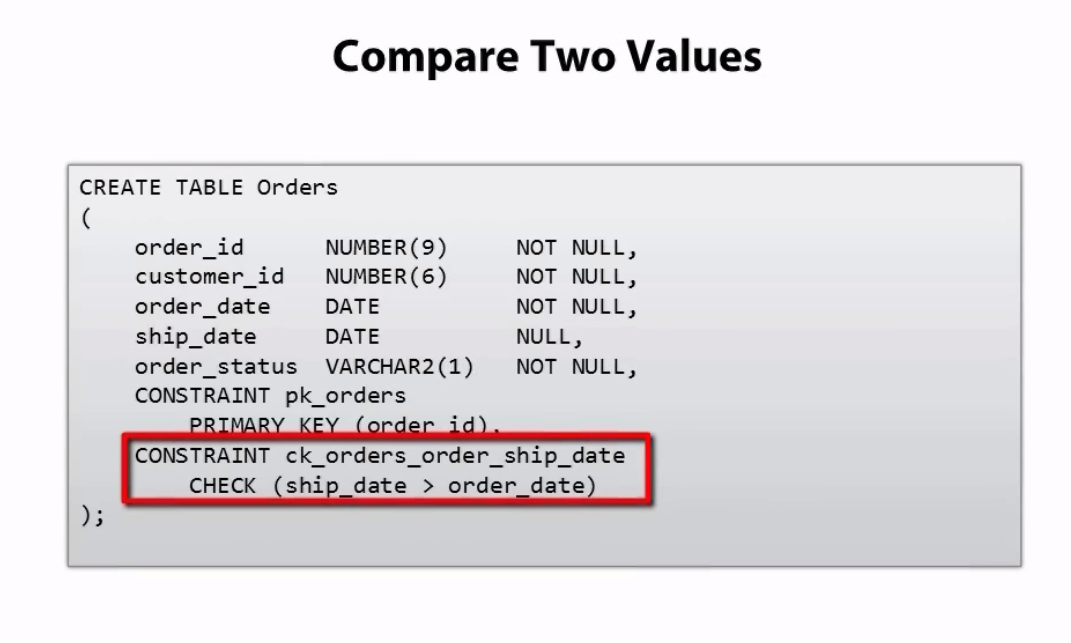 Compare Two Values
CREATE TABLE Orders
(
order_id NUMBER(9) NOT NULL,
customer_id NUMBER(6) NOT NULL,
order_date DATE NOT NULL,
ship_date DATE NULL,
order_status VARCHAR2(1) NOT NULL,
CONSTRAINT pk_orders
PRIMARY KEY (order_id),
CONSTRAINT ck_orders_order_ship_date
CHECK (ship_date > order_date)
);